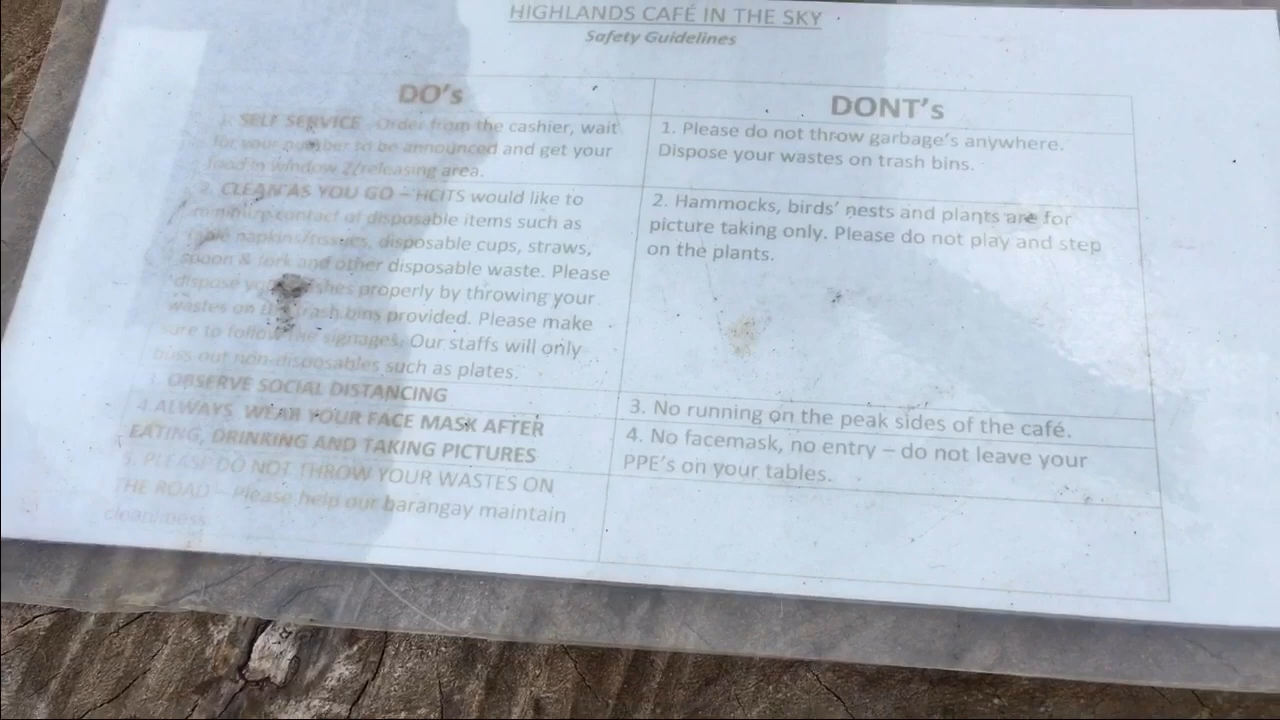 HIGHLANDS CAFÉ IN THE SKY
Safety Guidelines
DO's
1. SELF SERVICE - Order from the cashier, wait
for your number to be announced and get your
food in window 2/releasing area.
2. CLEAN AS YOU GO – HCITS would like to
contact of disposable items such as
table napkins/tissues, disposable cups, straws,
spoon & fork and other disposable waste. Please
dispose your properly by throwing your
wastes on the trash bins provided. Please make
sure to follow the signages. Our staffs will only
buss out non-disposables such as plates.
3. OBSERVE SOCIAL DISTANCING
4 ALWAYS WEAR YOUR FACE MASK AFTER
EATING, DRINKING AND TAKING PICTURES
5. PLEASE DO NOT THROW YOUR WASTES ON
THE ROAD – Please help our barangay maintain
cleanliness
DONT's
1. Please do not throw garbage's anywhere.
Dispose your wastes on trash bins.
2. Hammocks, birds' nests and plants are for
picture taking only. Please do not play and step
on the plants.
3. No running on the peak sides of the café.
4. No facemask, no entry – do not leave your
PPE's on your tables.